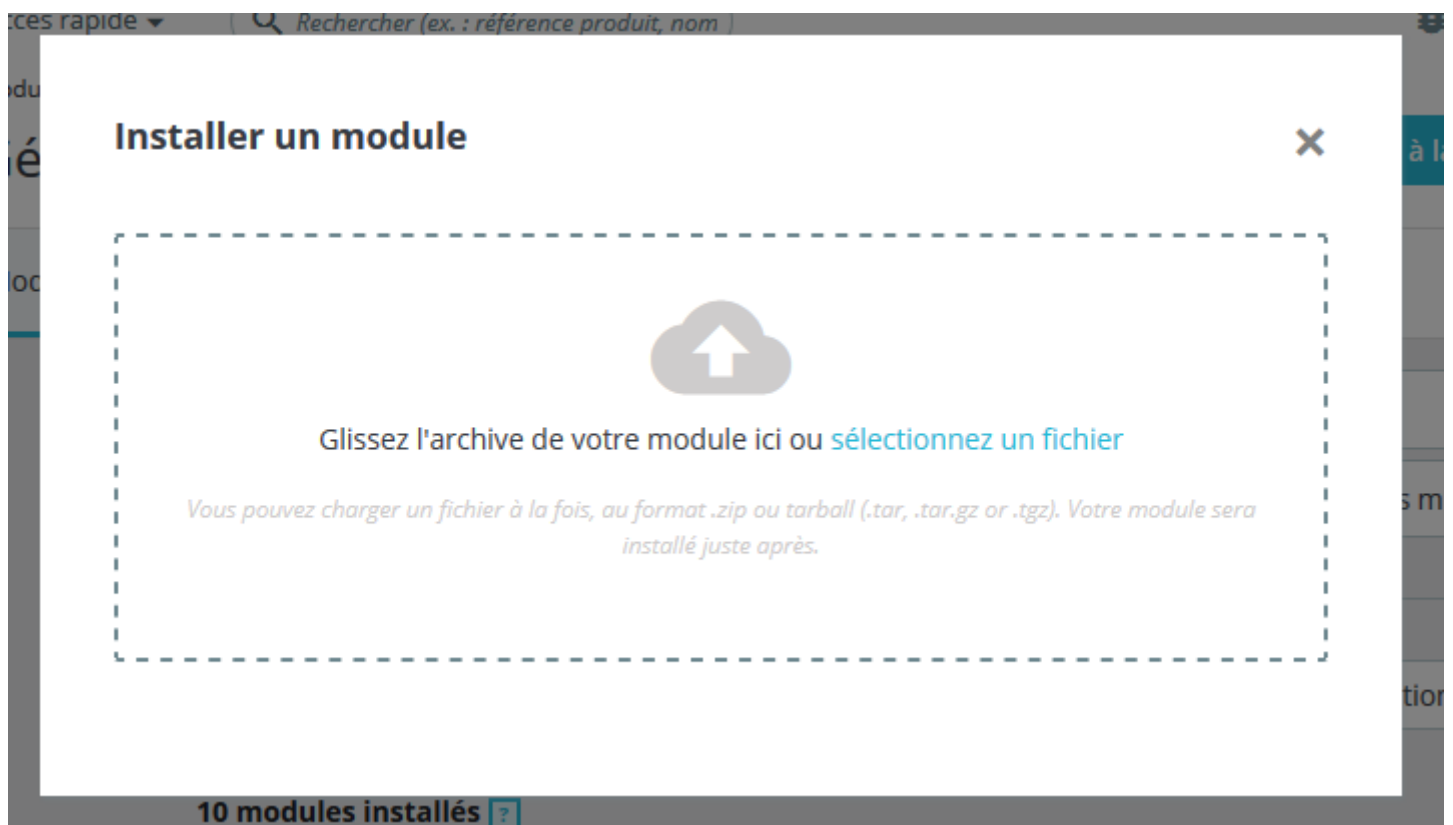 rapide
Rechercher (ex. : référence produit, nom
Installer un module
à la
Glissez l'archive de votre module ici ou sélectionnez un fichier
Vous pouvez charger un fichier à la fois, au format .zip ou tarball (.tar, .tar.gz or .tgz). Votre module sera
installé juste après.
10 modules installés ?